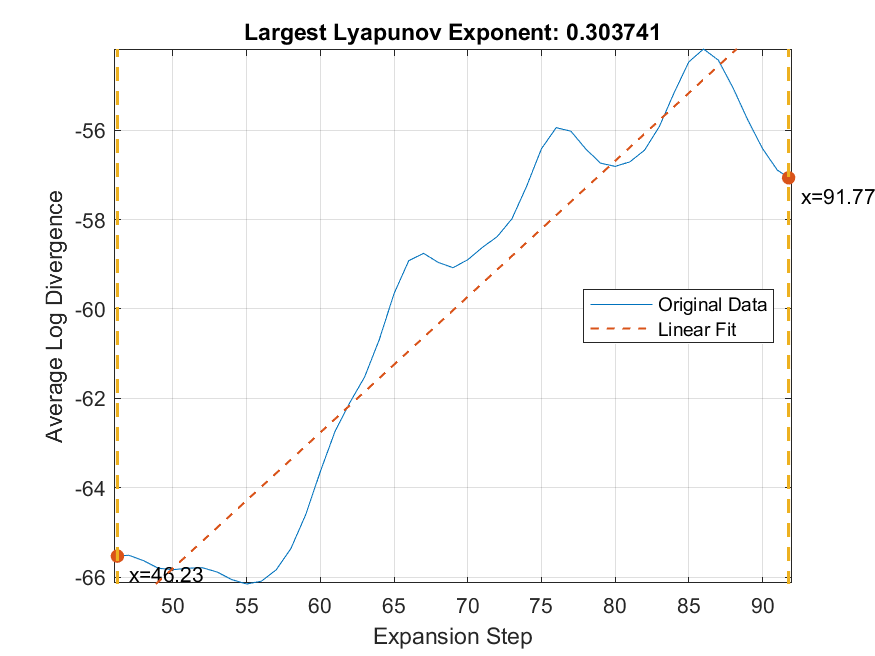 Largest Lyapunov Exponent: 0.303741
Average Log Divergence
-56
-58
-60
-62
-64
-66
x=91.77
Original Data
Linear Fit
x=46.23
50 55 60 65 70 75 80 85 90
Expansion Step